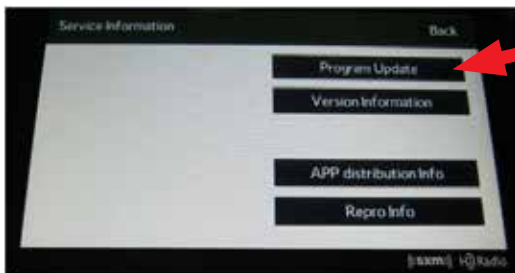 Service Information
Back
Program Update
Version Information
APP distribution Info
Repro Info
sxm HD Radio